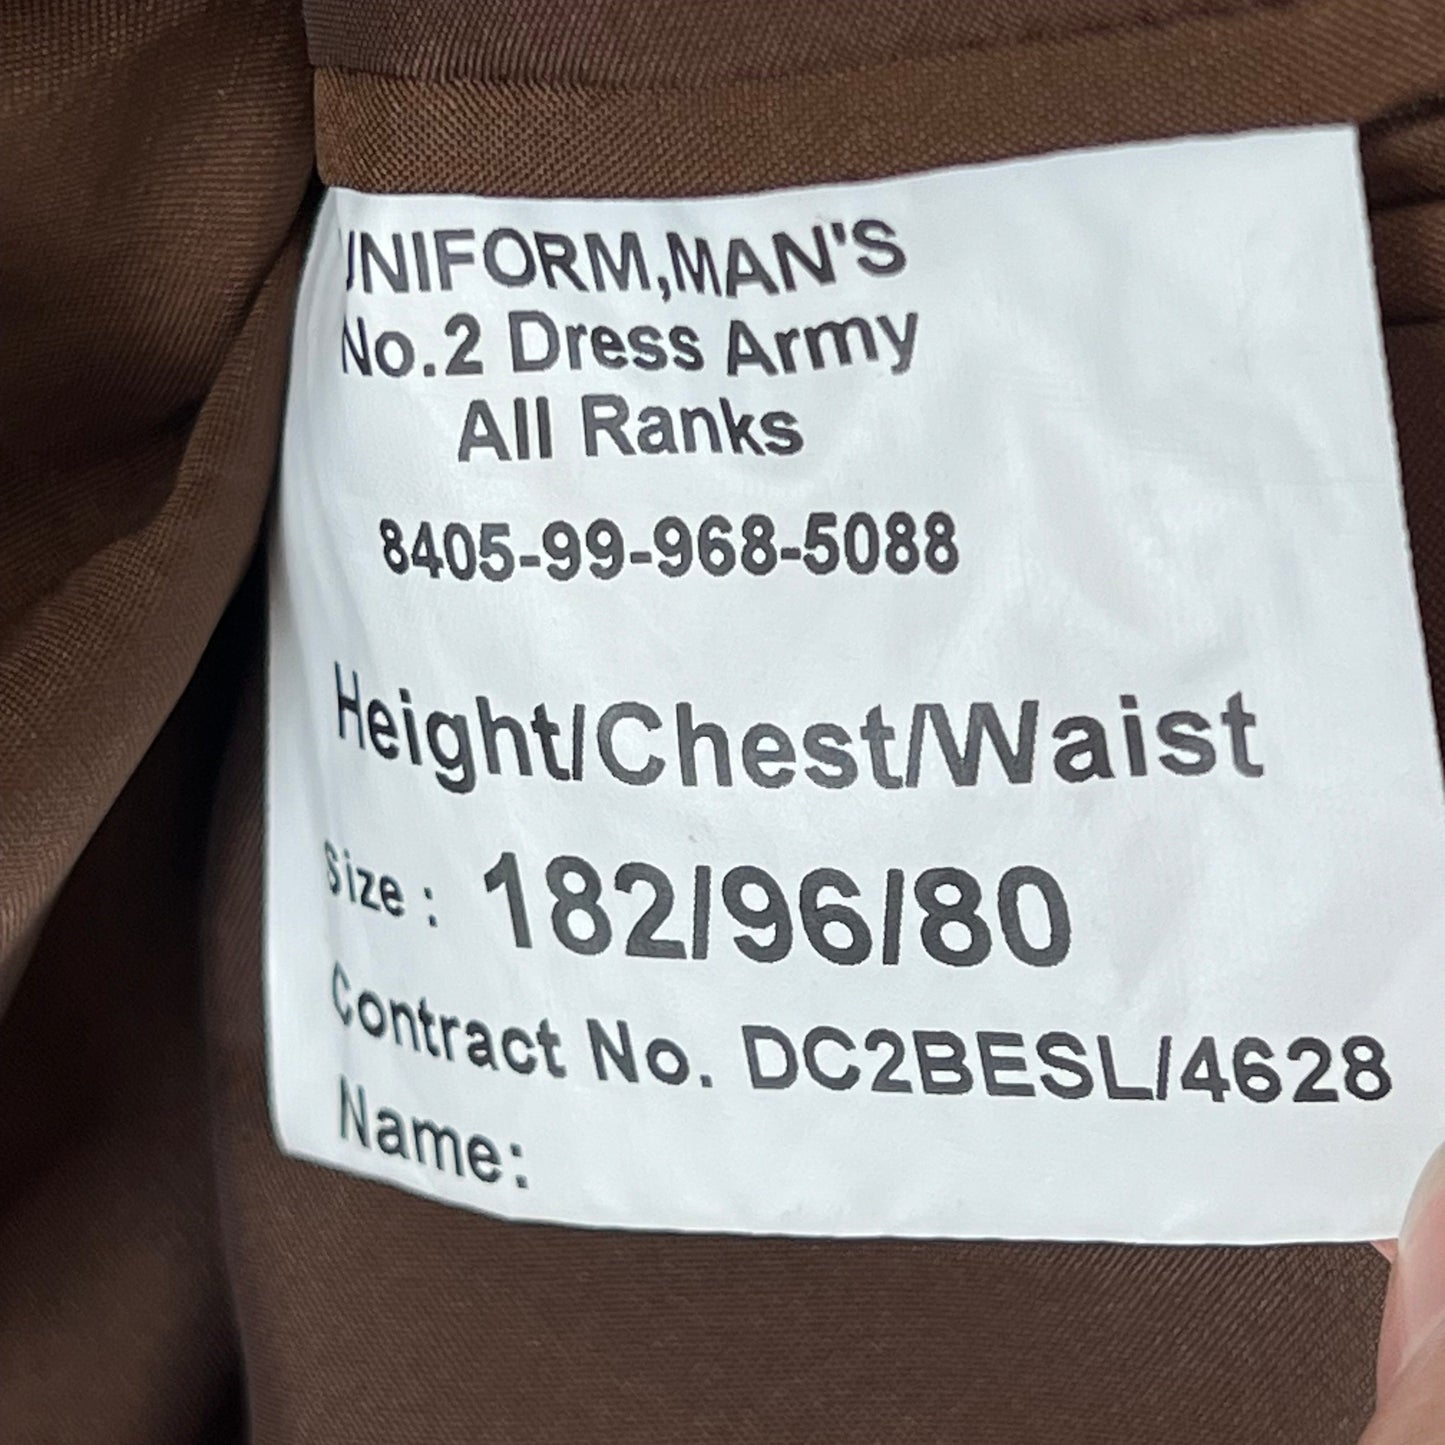 UNIFORM,MAN'S
No.2 Dress Army
All Ranks
8405-99-968-5088
Height/Chest/Waist
Size : 182/96/80
Contract No. DC2BESL/4628
Name: